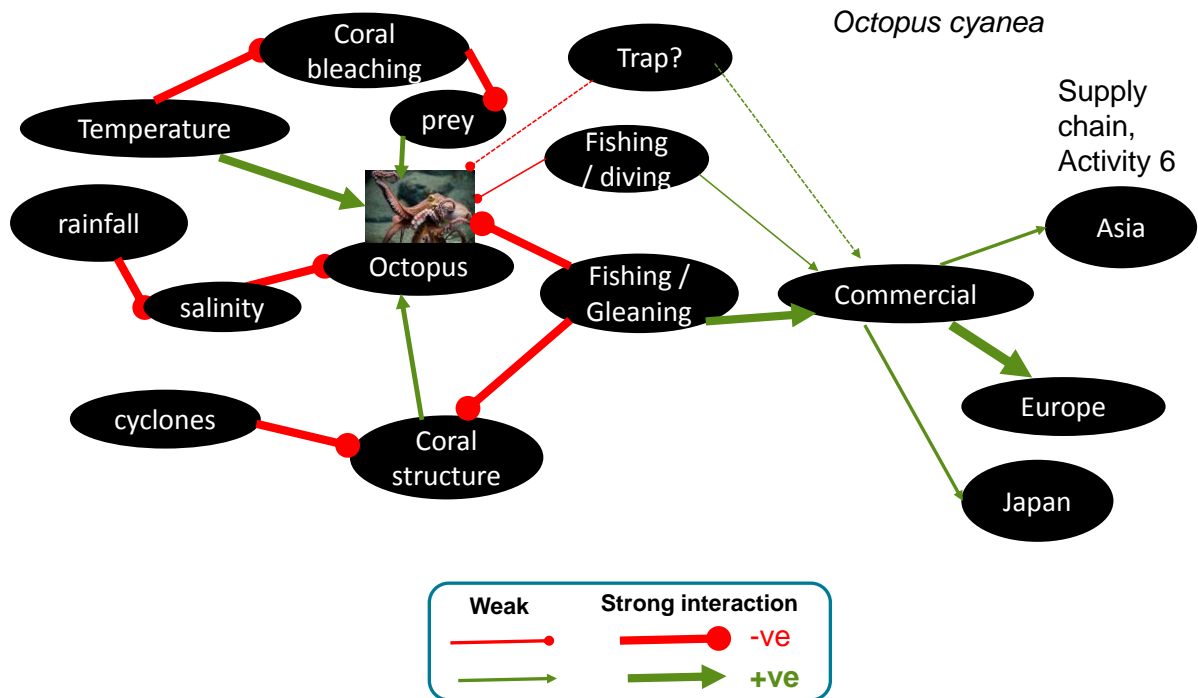 Octopus cyanea
Coral
bleaching
Trap?
Supply
chain,
Activity 6
Temperature
prey
Fishing
/ diving
rainfall
Asia
Octopus
Fishing /
Gleaning
Commercial
salinity
Europe
cyclones
Coral
structure
Japan
Weak
Strong interaction
-ve
+ve